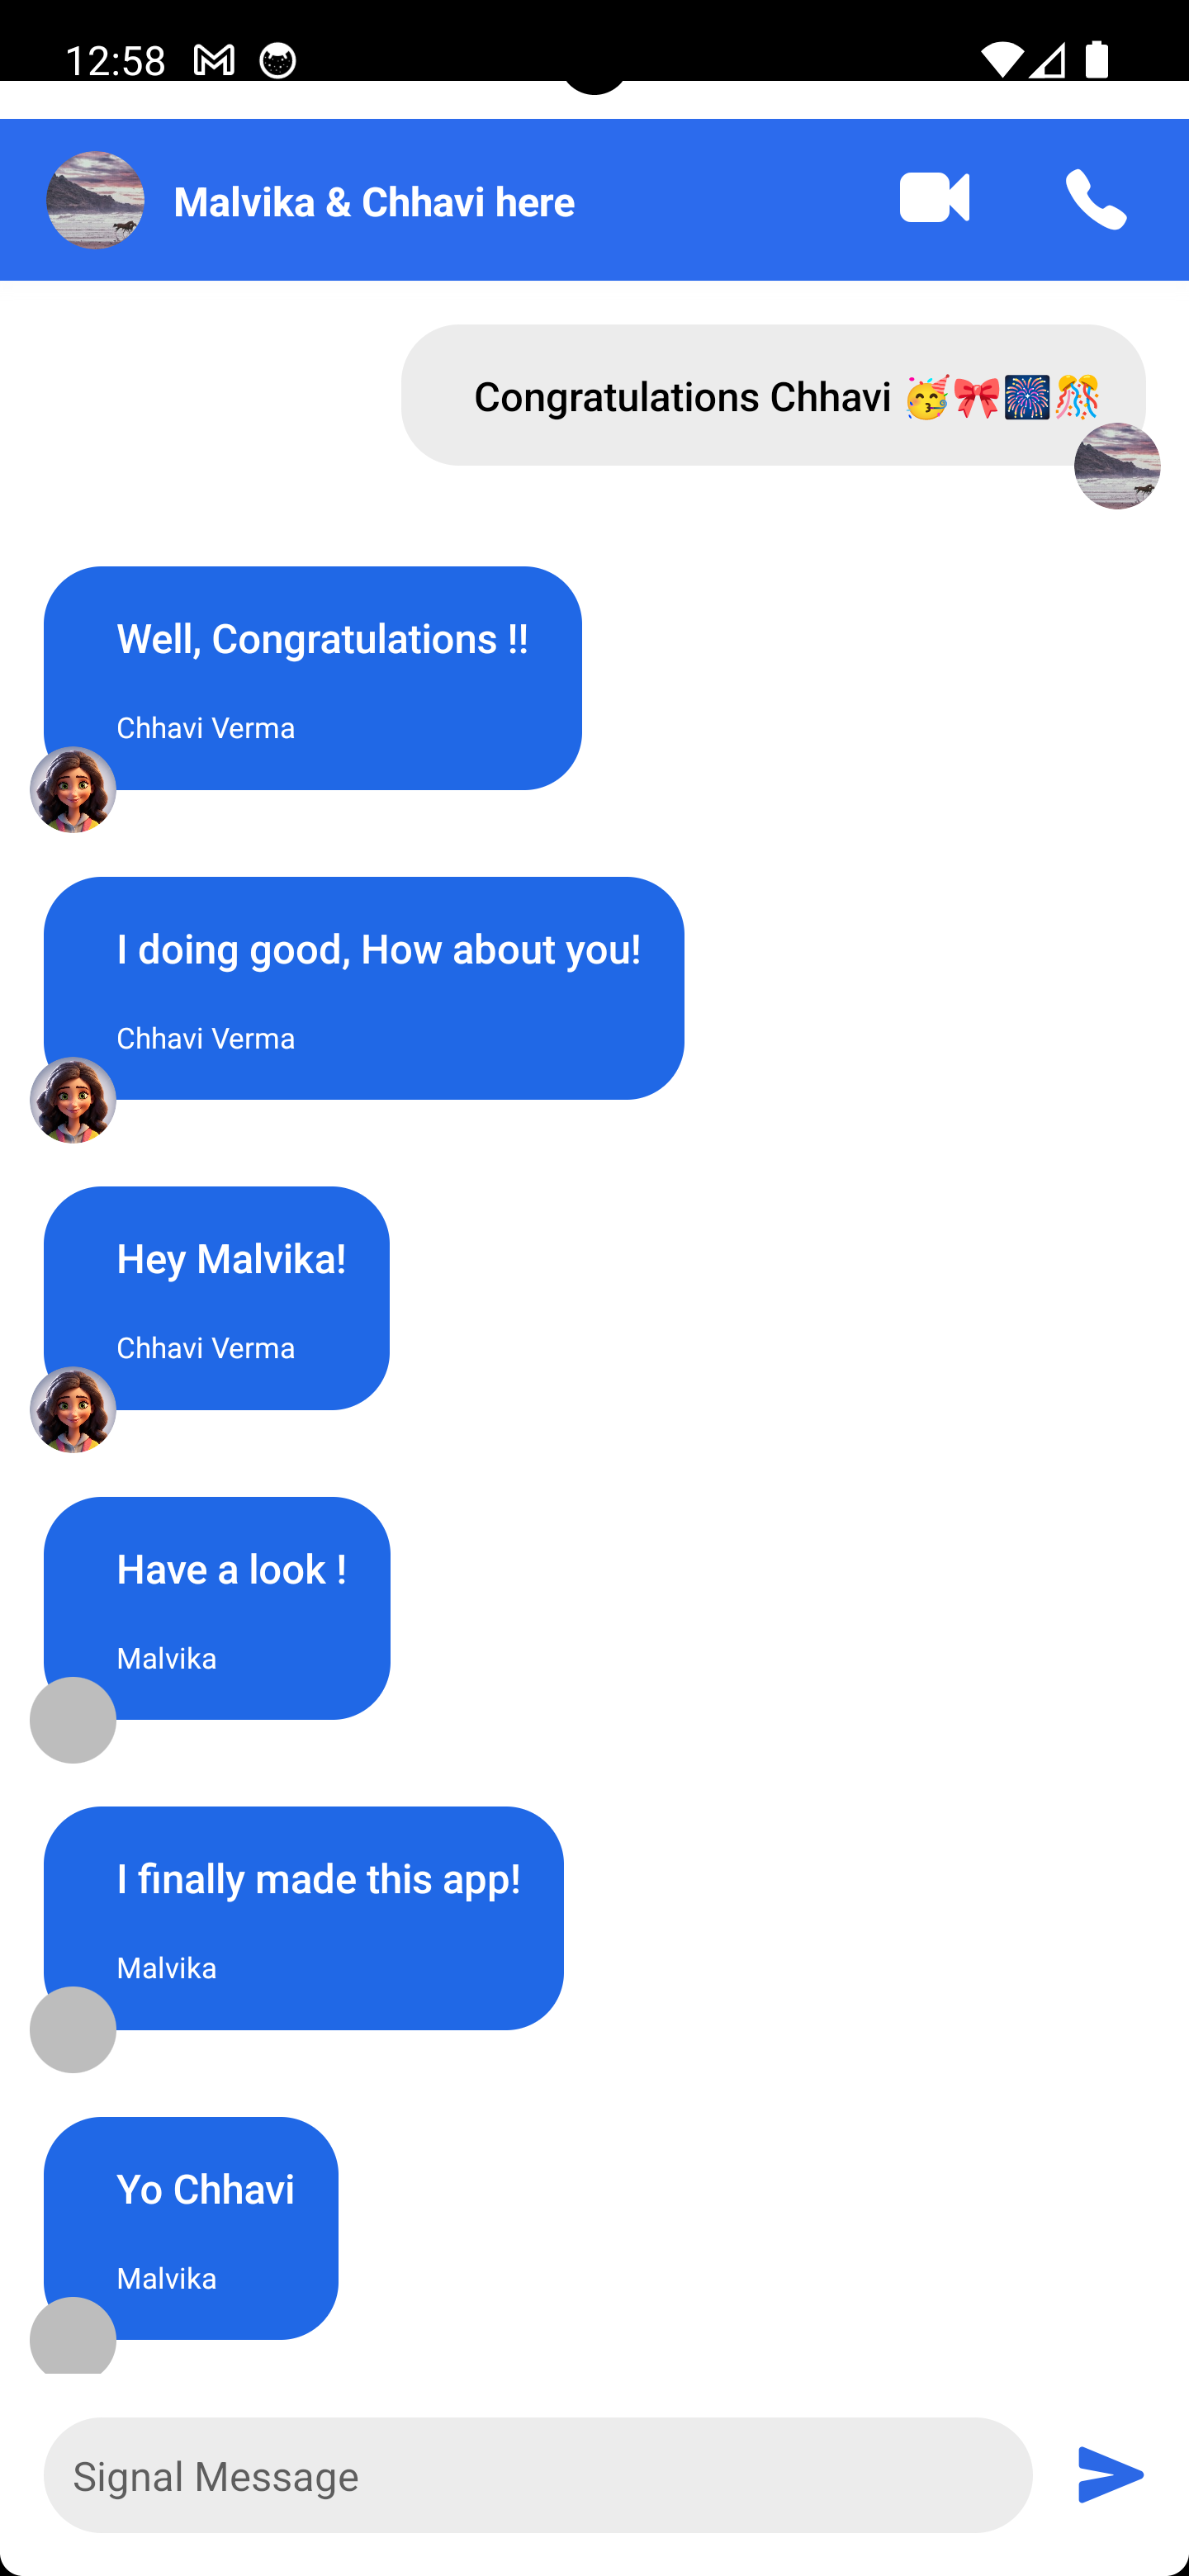 12:58
Malvika & Chhavi here
Congratulations Chhavi 🥳🎀🎆🎊
Well, Congratulations !!
Chhavi Verma
I doing good, How about you!
Chhavi Verma
Hey Malvika!
Chhavi Verma
Have a look !
Malvika
I finally made this app!
Malvika
Yo Chhavi
Malvika
Signal Message